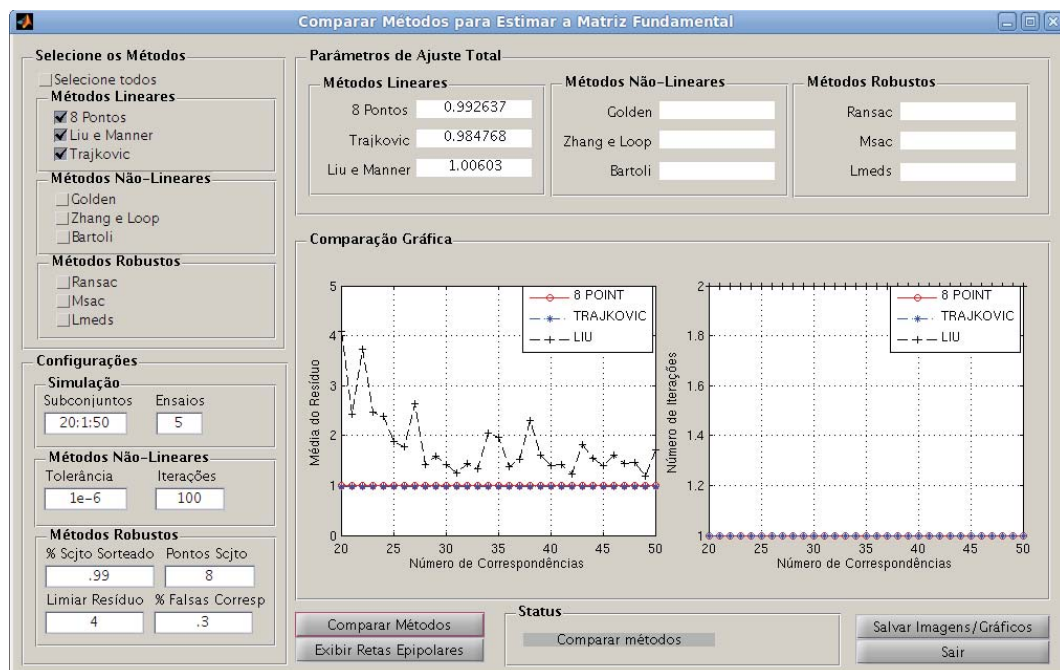 Comparar Métodos para Estimar a Matriz Fundamental
Selecione os Métodos
Selecione todos
Métodos Lineares
8 Pontos
Liu e Manner
Trajkovic
Métodos Não-Lineares
Golden
Zhang e Loop
Bartoli
Métodos Robustos
Ransac
Msac
Lmeds
Configurações
Simulação
Subconjuntos Ensaios
20:1:50 5
Métodos Não-Lineares
Tolerância Iterações
1e-6 100
Métodos Robustos
% Scjto Sorteado Pontos Scjto
.99 8
Limiar Resíduo % Falsas Corresp
4 .3
Parâmetros de Ajuste Total
Métodos Lineares
8 Pontos 0.992637
Trajkovic 0.984768
Liu e Manner 1.00603
Métodos Não-Lineares
Golden
Zhang e Loop
Bartoli
Métodos Robustos
Ransac
Msac
Lmeds
Comparação Gráfica
Média do Resíduo
5
4
3
2
1
0
20 25 30 35 40 45 50
Número de Correspondências
8 POINT
TRAJKOVIC
LIU
Número de Iterações
2
1.8
1.6
1.4
1.2
1
20 25 30 35 40 45 50
Número de Correspondências
8 POINT
TRAJKOVIC
LIU
Comparar Métodos
Exibir Retas Epipolares
Status
Comparar métodos
Salvar Imagens/Gráficos
Sair